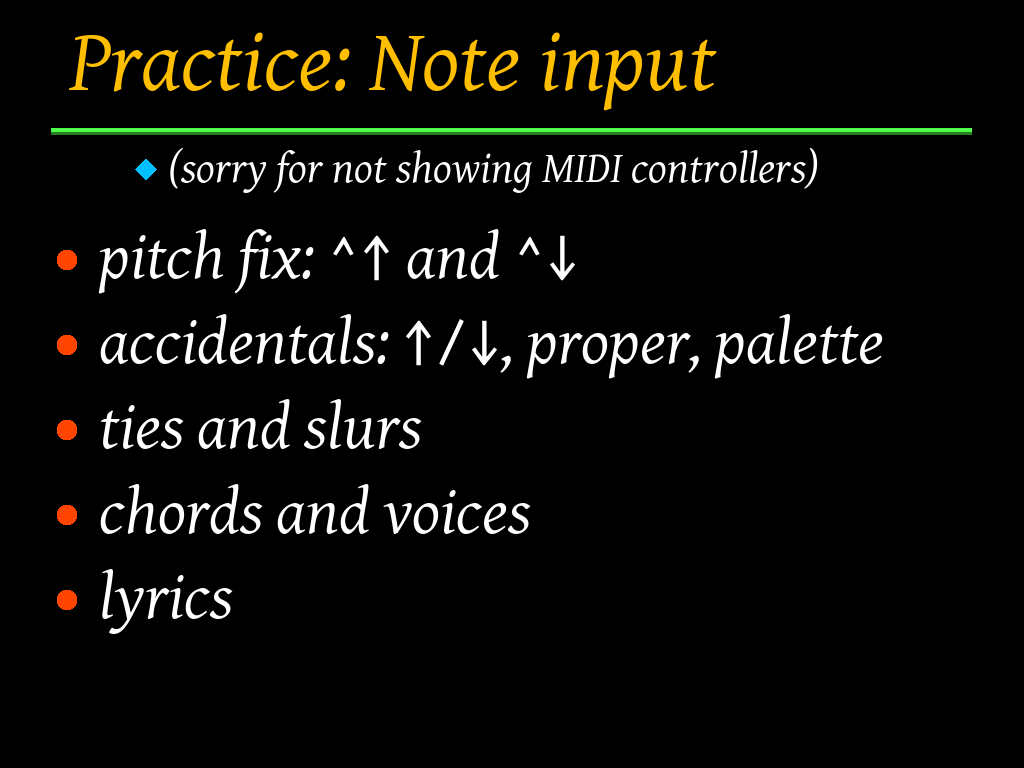 Practice: Note input
(sorry for not showing MIDI controllers)
pitch fix: ^↑ and ^↓
accidentals: ↑/↓, proper, palette
ties and slurs
chords and voices
lyrics